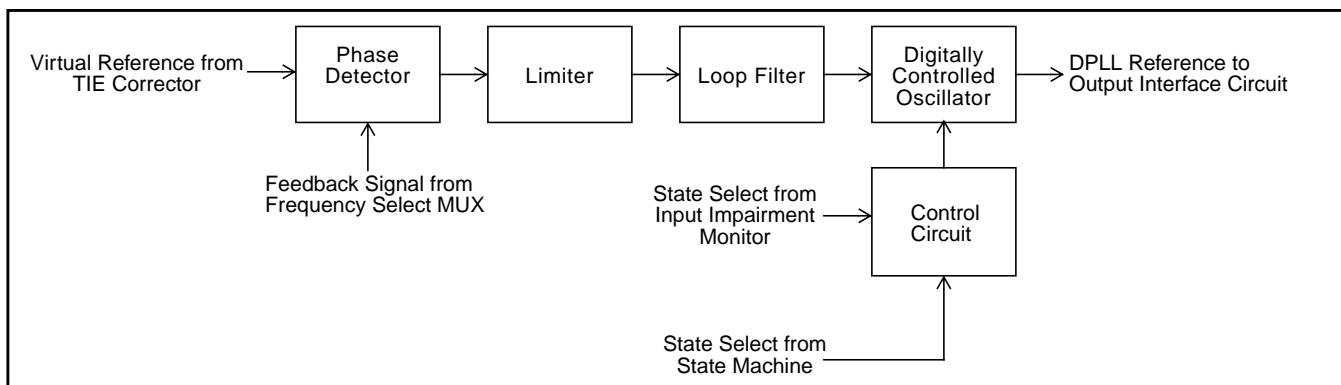 Virtual Reference from
TIE Corrector
Phase
Detector
Limiter
Loop Filter
Digitally
Controlled
Oscillator
DPLL Reference to
Output Interface Circuit
Feedback Signal from
Frequency Select MUX
State Select from
Input Impairment
Monitor
Control
Circuit
State Select from
State Machine